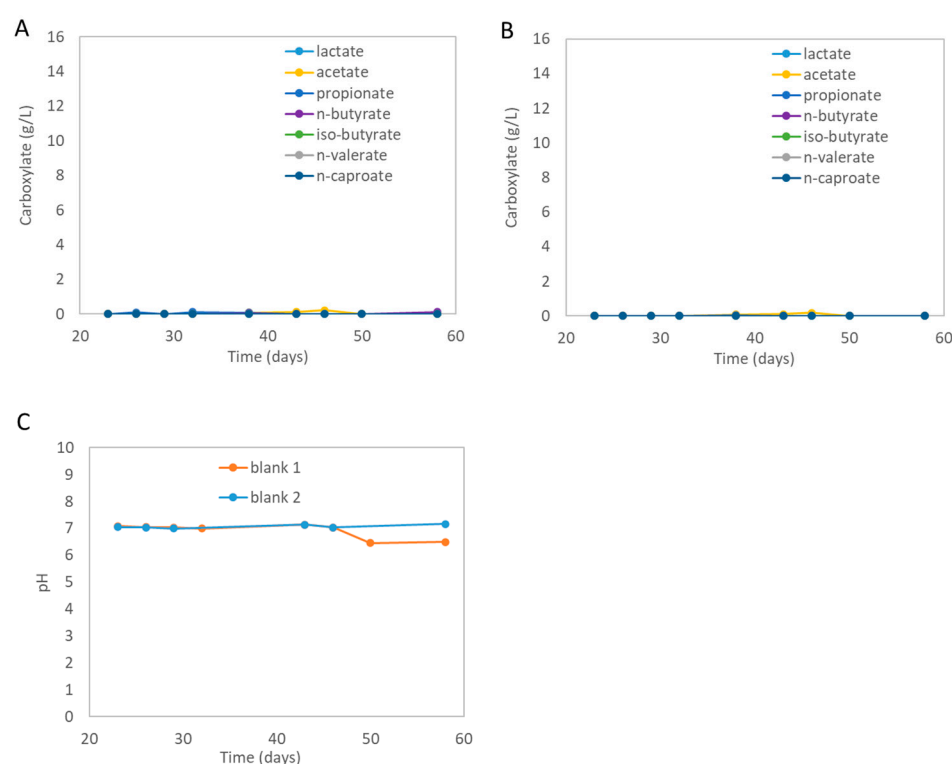 A
16
14
12
10
8
6
4
2
0
Carboxylate (g/L)
lactate
acetate
propionate
n-butyrate
iso-butyrate
n-valerate
n-caproate
20 30 40 50 60
Time (days)
B
16
14
12
10
8
6
4
2
0
Carboxylate (g/L)
lactate
acetate
propionate
n-butyrate
iso-butyrate
n-valerate
n-caproate
20 30 40 50 60
Time (days)
C
10
9
8
7
6
5
4
3
2
1
0
pH
blank 1
blank 2
20 30 40 50 60
Time (days)